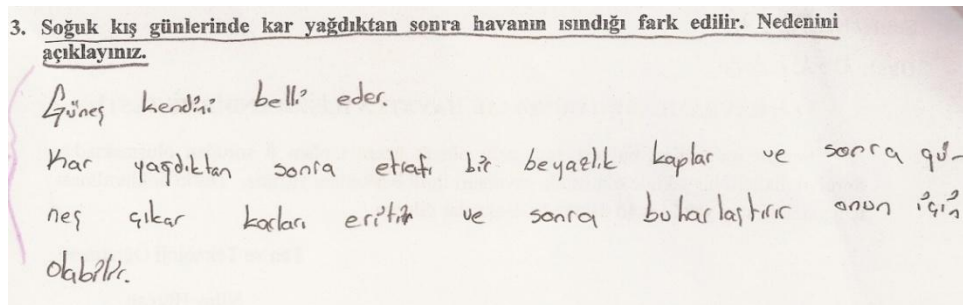 3. Soğuk kış günlerinde kar yağdıktan sonra havanın ısındığı fark edilir. Nedenini
açıklayınız.
Güneş kendini belli eder.
Kar yağdıktan sonra etrafı bir beyazlık kaplar ve sonra gü-
neş çıkar karları eritir ve sonra buharlaştırır onun için
olabilir.